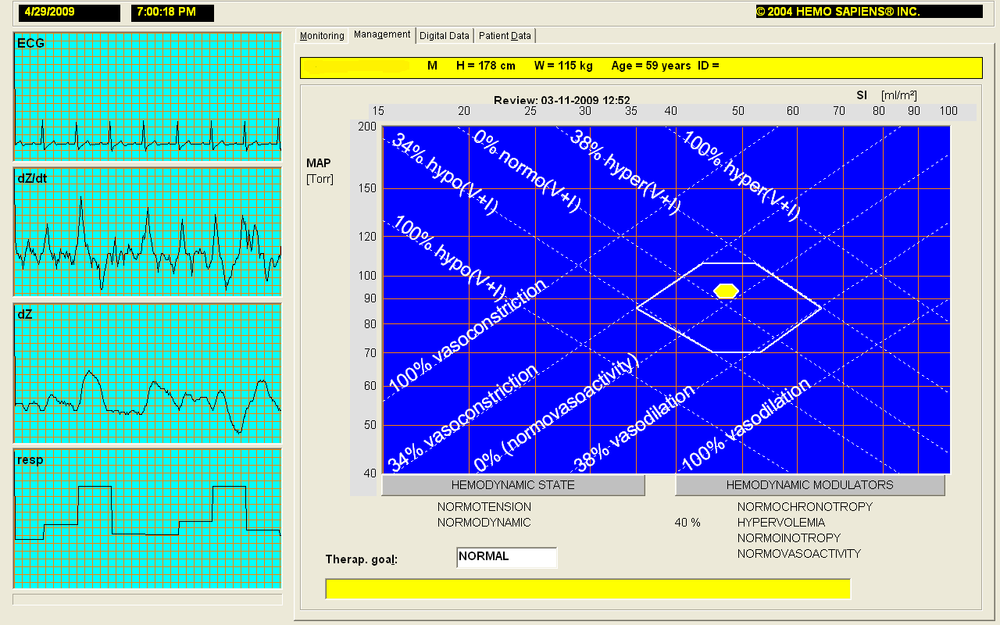 4/29/2009 7:00:18 PM © 2004 HEMO SAPIENS® INC.
Monitoring Management Digital Data Patient Data
M H = 178 cm W = 115 kg Age = 59 years ID =
Review: 03-11-2009 12:52
SI [ml/m²]
15 20 25 30 35 40 50 60 70 80 90 100
MAP
[Torr]
200
150
120
100
90
80
70
60
50
40
34% hypo(V+I)
0% normo(V+I)
38% hyper(V+I)
100% hyper(V+I)
100% hypo(V+I)
100% vasoconstriction
34% vasoconstriction
0% (normovasoactivity)
38% vasodilation
100% vasodilation
ECG
dZ/dt
dZ
resp
HEMODYNAMIC STATE
NORMOTENSION
NORMODYNAMIC
HEMODYNAMIC MODULATORS
NORMOCHRONOTROPY
40 % HYPERVOLEMIA
NORMOINOTROPY
NORMOVASOACTIVITY
Therap. goal: NORMAL